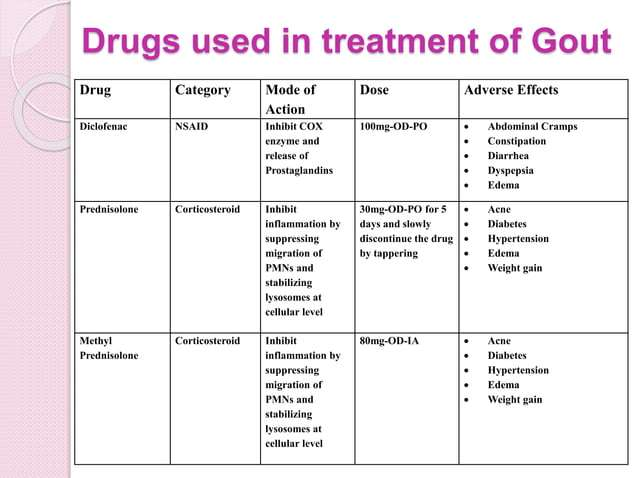 Drugs used in treatment of Gout
Drug Category Mode of Action Dose Adverse Effects
Diclofenac NSAID Inhibit COX enzyme and release of Prostaglandins 100mg-OD-PO • Abdominal Cramps • Constipation • Diarrhea • Dyspepsia • Edema
Prednisolone Corticosteroid Inhibit inflammation by suppressing migration of PMNs and stabilizing lysosomes at cellular level 30mg-OD-PO for 5 days and slowly discontinue the drug by tappering • Acne • Diabetes • Hypertension • Edema • Weight gain
Methyl Prednisolone Corticosteroid Inhibit inflammation by suppressing migration of PMNs and stabilizing lysosomes at cellular level 80mg-OD-IA • Acne • Diabetes • Hypertension • Edema • Weight gain